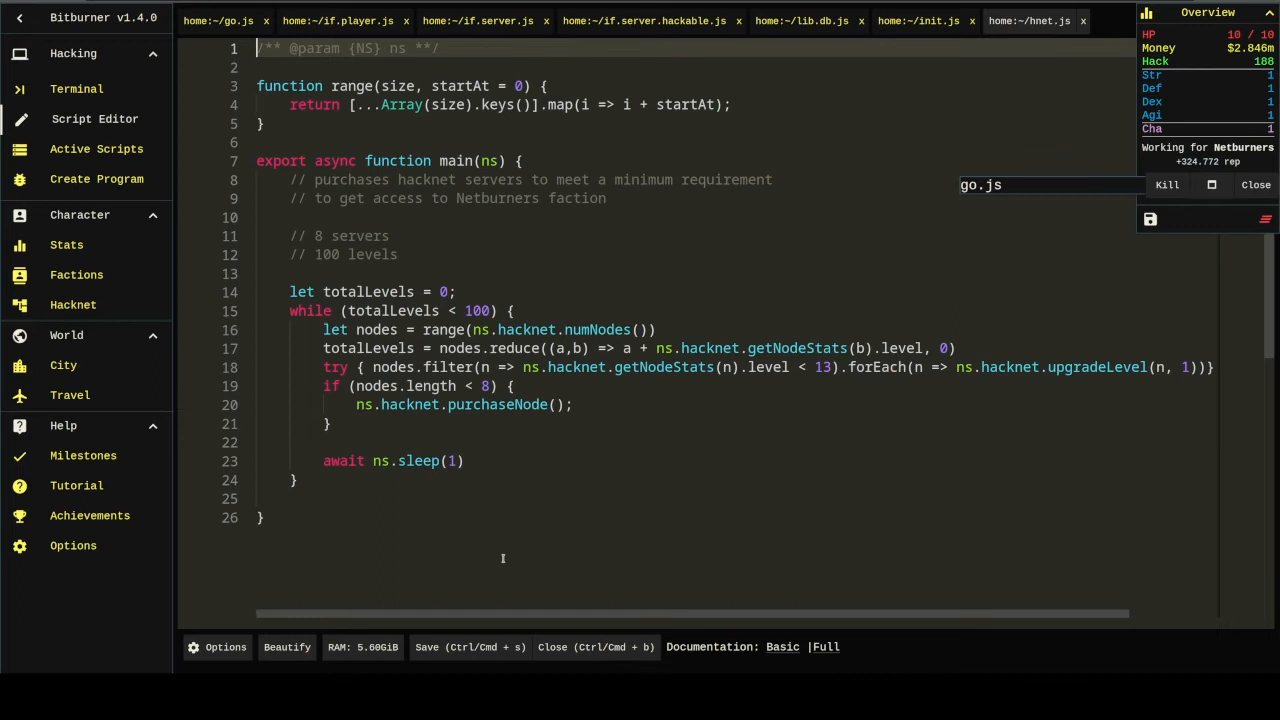 Bitburner v1.4.0
Hacking
Terminal
Script Editor
Active Scripts
Create Program
Character
Stats
Factions
Hacknet
World
City
Travel
Help
Milestones
Tutorial
Achievements
Options
home:~/go.js x
home:~/if.player.js x
home:~/if.server.js x
home:~/if.server.hackable.js x
home:~/lib.db.js x
home:~/init.js x
home:~/hnet.js x
1 /** @param {NS} ns **/
2
3 function range(size, startAt = 0) {
4 return [...Array(size).keys()].map(i => i + startAt);
5 }
6
7 export async function main(ns) {
8 // purchases hacknet servers to meet a minimum requirement
9 // to get access to Netburners faction
10
11 // 8 servers
12 // 100 levels
13
14 let totalLevels = 0;
15 while (totalLevels < 100) {
16 let nodes = range(ns.hacknet.numNodes())
17 totalLevels = nodes.reduce((a,b) => a + ns.hacknet.getNodeStats(b).level, 0)
18 try { nodes.filter(n => ns.hacknet.getNodeStats(n).level < 13).forEach(n => ns.hacknet.upgradeLevel(n, 1))}
19 if (nodes.length < 8) {
20 ns.hacknet.purchaseNode();
21 }
22
23 await ns.sleep(1)
24 }
25
26 }
Options
Beautify
RAM: 5.60GiB
Save (Ctrl/Cmd + s)
Close (Ctrl/Cmd + b)
Documentation: Basic |Full
Overview
HP 10 / 10
Money $2.846m
Hack 188
Str 1
Def 1
Dex 1
Agi 1
Cha 1
Working for Netburners
+324.772 rep
go.js
Kill
Close